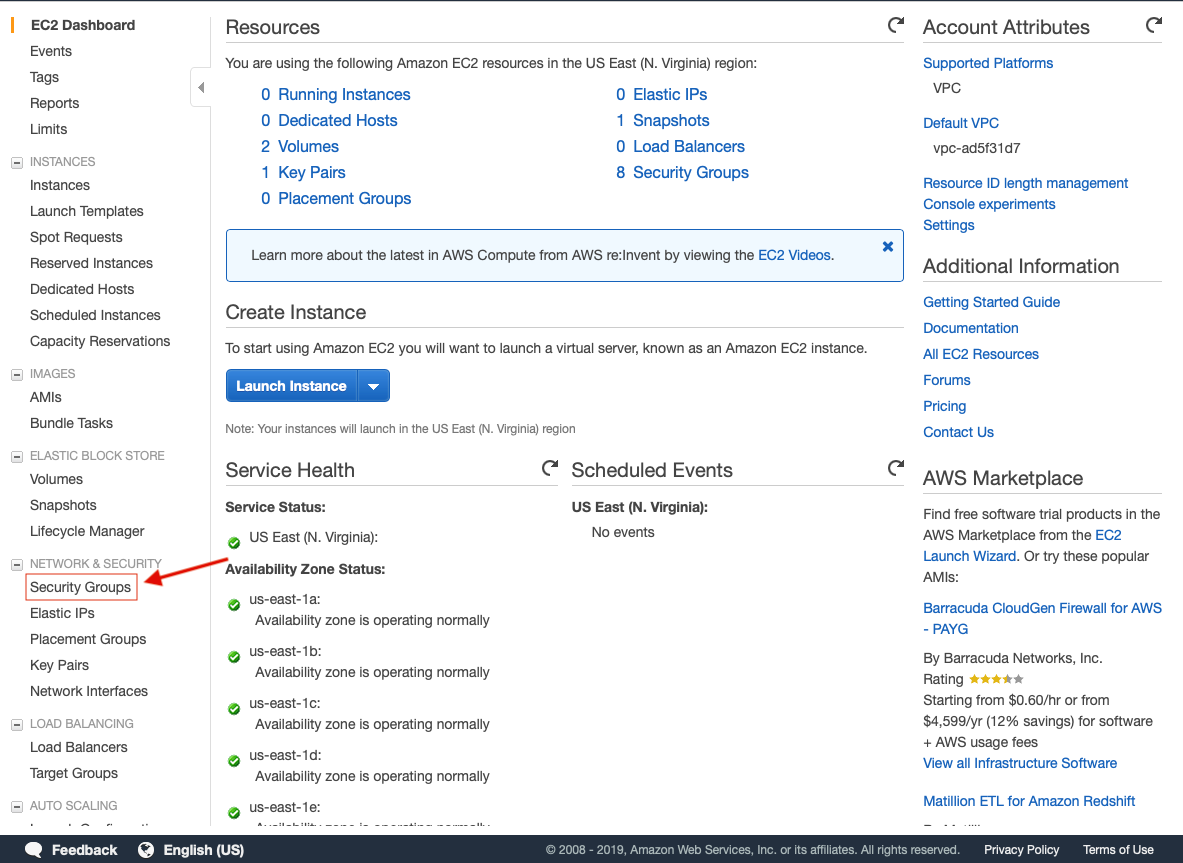 EC2 Dashboard
Events
Tags
Reports
Limits
INSTANCES
Instances
Launch Templates
Spot Requests
Reserved Instances
Dedicated Hosts
Scheduled Instances
Capacity Reservations
IMAGES
AMIs
Bundle Tasks
ELASTIC BLOCK STORE
Volumes
Snapshots
Lifecycle Manager
NETWORK & SECURITY
Security Groups
Elastic IPs
Placement Groups
Key Pairs
Network Interfaces
LOAD BALANCING
Load Balancers
Target Groups
AUTO SCALING
Resources
You are using the following Amazon EC2 resources in the US East (N. Virginia) region:
0 Running Instances
0 Dedicated Hosts
2 Volumes
1 Key Pairs
0 Placement Groups
0 Elastic IPs
1 Snapshots
0 Load Balancers
8 Security Groups
Learn more about the latest in AWS Compute from AWS re:Invent by viewing the EC2 Videos.
Create Instance
To start using Amazon EC2 you will want to launch a virtual server, known as an Amazon EC2 instance.
Launch Instance
Note: Your instances will launch in the US East (N. Virginia) region
Service Health
Service Status:
US East (N. Virginia):
Availability Zone Status:
us-east-1a:
Availability zone is operating normally
us-east-1b:
Availability zone is operating normally
us-east-1c:
Availability zone is operating normally
us-east-1d:
Availability zone is operating normally
us-east-1e:
Availability zone is operating normally
Scheduled Events
US East (N. Virginia):
No events
Account Attributes
Supported Platforms
VPC
Default VPC
vpc-ad5f31d7
Resource ID length management
Console experiments
Settings
Additional Information
Getting Started Guide
Documentation
All EC2 Resources
Forums
Pricing
Contact Us
AWS Marketplace
Find free software trial products in the
AWS Marketplace from the EC2
Launch Wizard. Or try these popular
AMIs:
Barracuda CloudGen Firewall for AWS
- PAYG
By Barracuda Networks, Inc.
Rating
Starting from $0.60/hr or from
$4,599/yr (12% savings) for software
+ AWS usage fees
View all Infrastructure Software
Matillion ETL for Amazon Redshift
Feedback
English (US)
© 2008 - 2019, Amazon Web Services, Inc. or its affiliates. All rights reserved.
Privacy Policy
Terms of Use